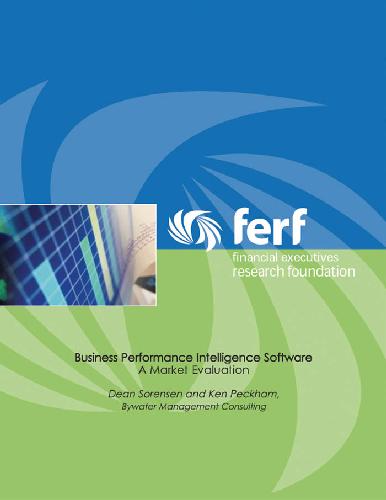 ferf
financial executives
research foundation
Business Performance Intelligence Software
A Market Evaluation
Dean Sorensen and Ken Peckham,
Bywater Management Consulting